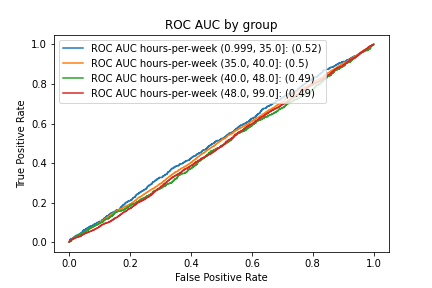 ROC AUC by group
1.0
0.8
0.6
0.4
0.2
0.0
True Positive Rate
ROC AUC hours-per-week (0.999, 35.0]: (0.52)
ROC AUC hours-per-week (35.0, 40.0]: (0.5)
ROC AUC hours-per-week (40.0, 48.0]: (0.49)
ROC AUC hours-per-week (48.0, 99.0]: (0.49)
0.0 0.2 0.4 0.6 0.8 1.0
False Positive Rate